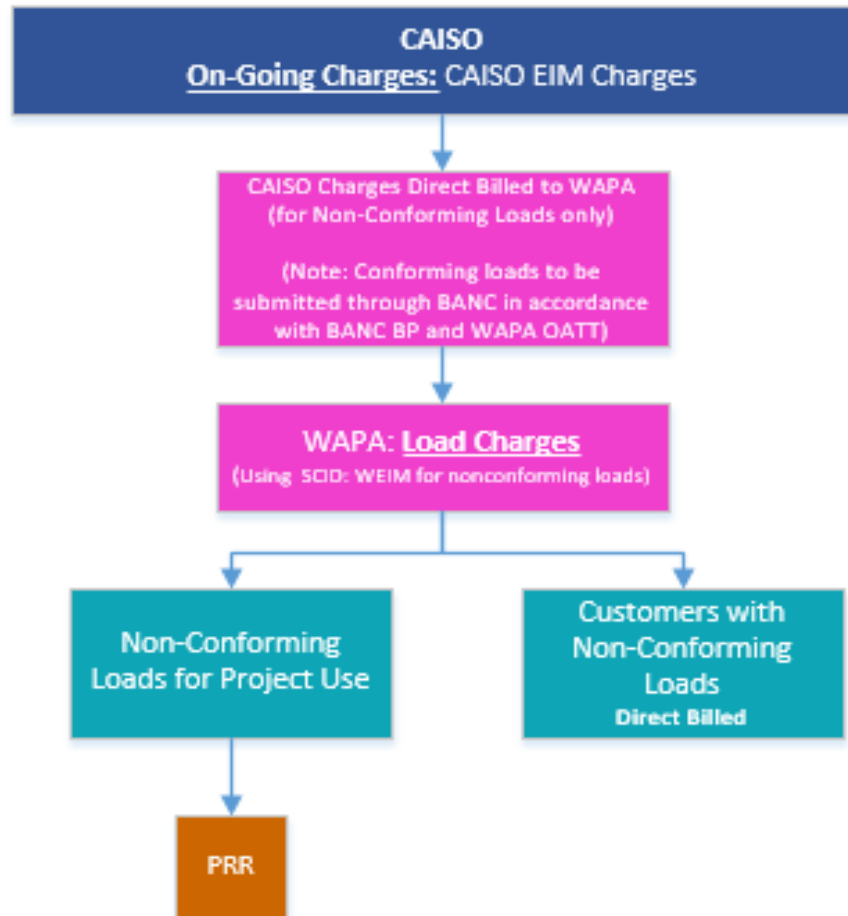 CAISO
On-Going Charges: CAISO EIM Charges
CAISO Charges Direct Billed to WAPA
(for Non-Conforming Loads only)
(Note: Conforming loads to be
submitted through BANC in accordance
with BANC BP and WAPA OATT)
WAPA: Load Charges
(Using SCID: WEIM for nonconforming loads)
Non-Conforming
Loads for Project Use
Customers with
Non-Conforming
Loads
Direct Billed
PRR